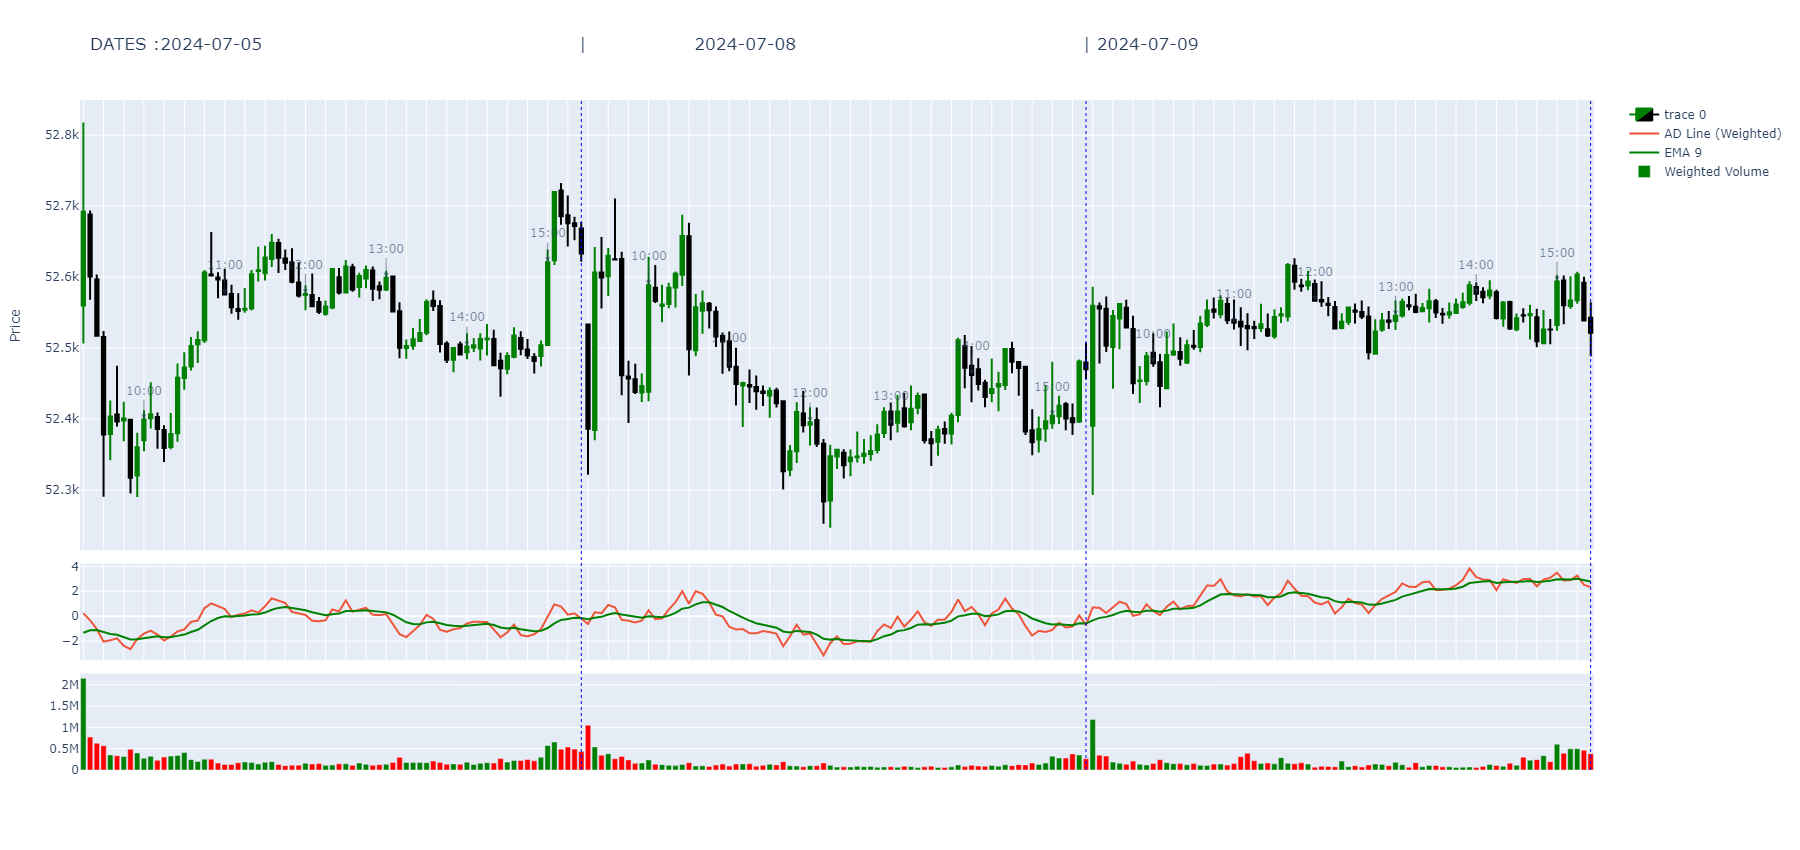 DATES :2024-07-05 | 2024-07-08 | 2024-07-09
trace 0
AD Line (Weighted)
EMA 9
Weighted Volume
Price
52.8k
52.7k
52.6k
52.5k
52.4k
52.3k
10:00
11:00
13:00
14:00
15:00
10:00
12:00
13:00
15:00
10:00
11:00
12:00
13:00
14:00
15:00
4
2
0
−2
2M
1.5M
1M
0.5M
0